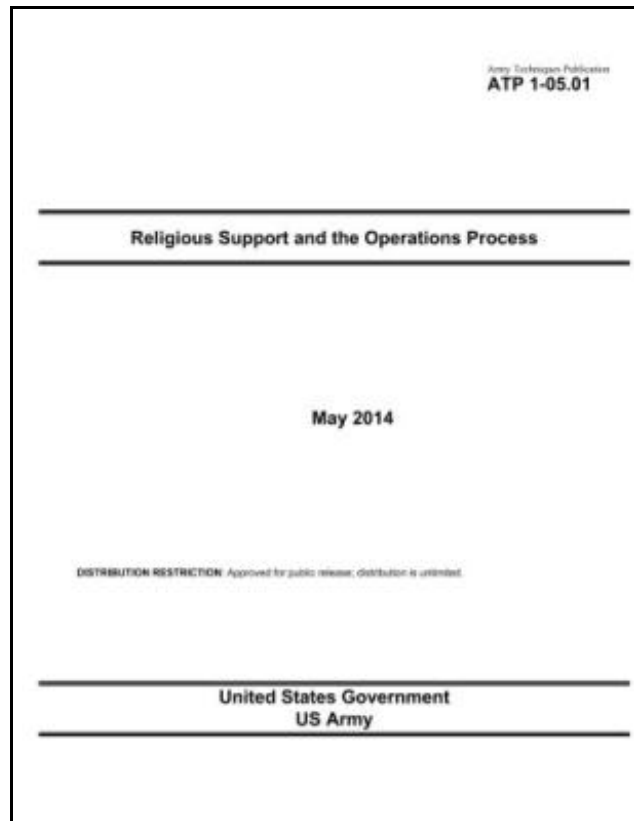 Army Techniques Publication
ATP 1-05.01
Religious Support and the Operations Process
May 2014
DISTRIBUTION RESTRICTION: Approved for public release; distribution is unlimited.
United States Government
US Army